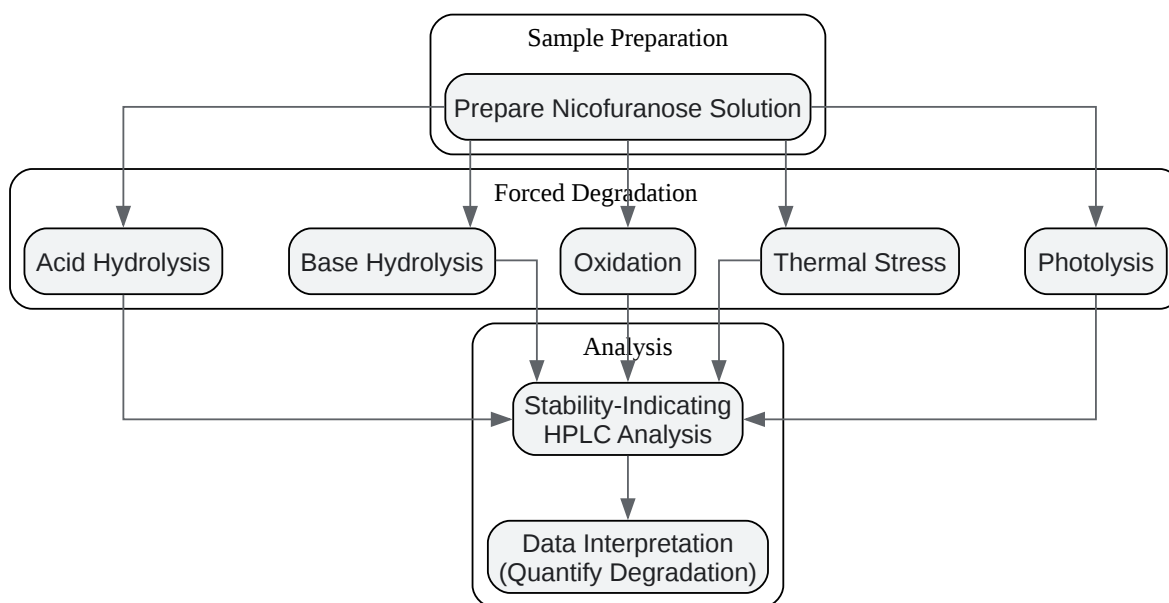 Sample Preparation
Prepare Nicofuranose Solution
Forced Degradation
Acid Hydrolysis
Base Hydrolysis
Oxidation
Thermal Stress
Photolysis
Analysis
Stability-Indicating
HPLC Analysis
Data Interpretation
(Quantify Degradation)